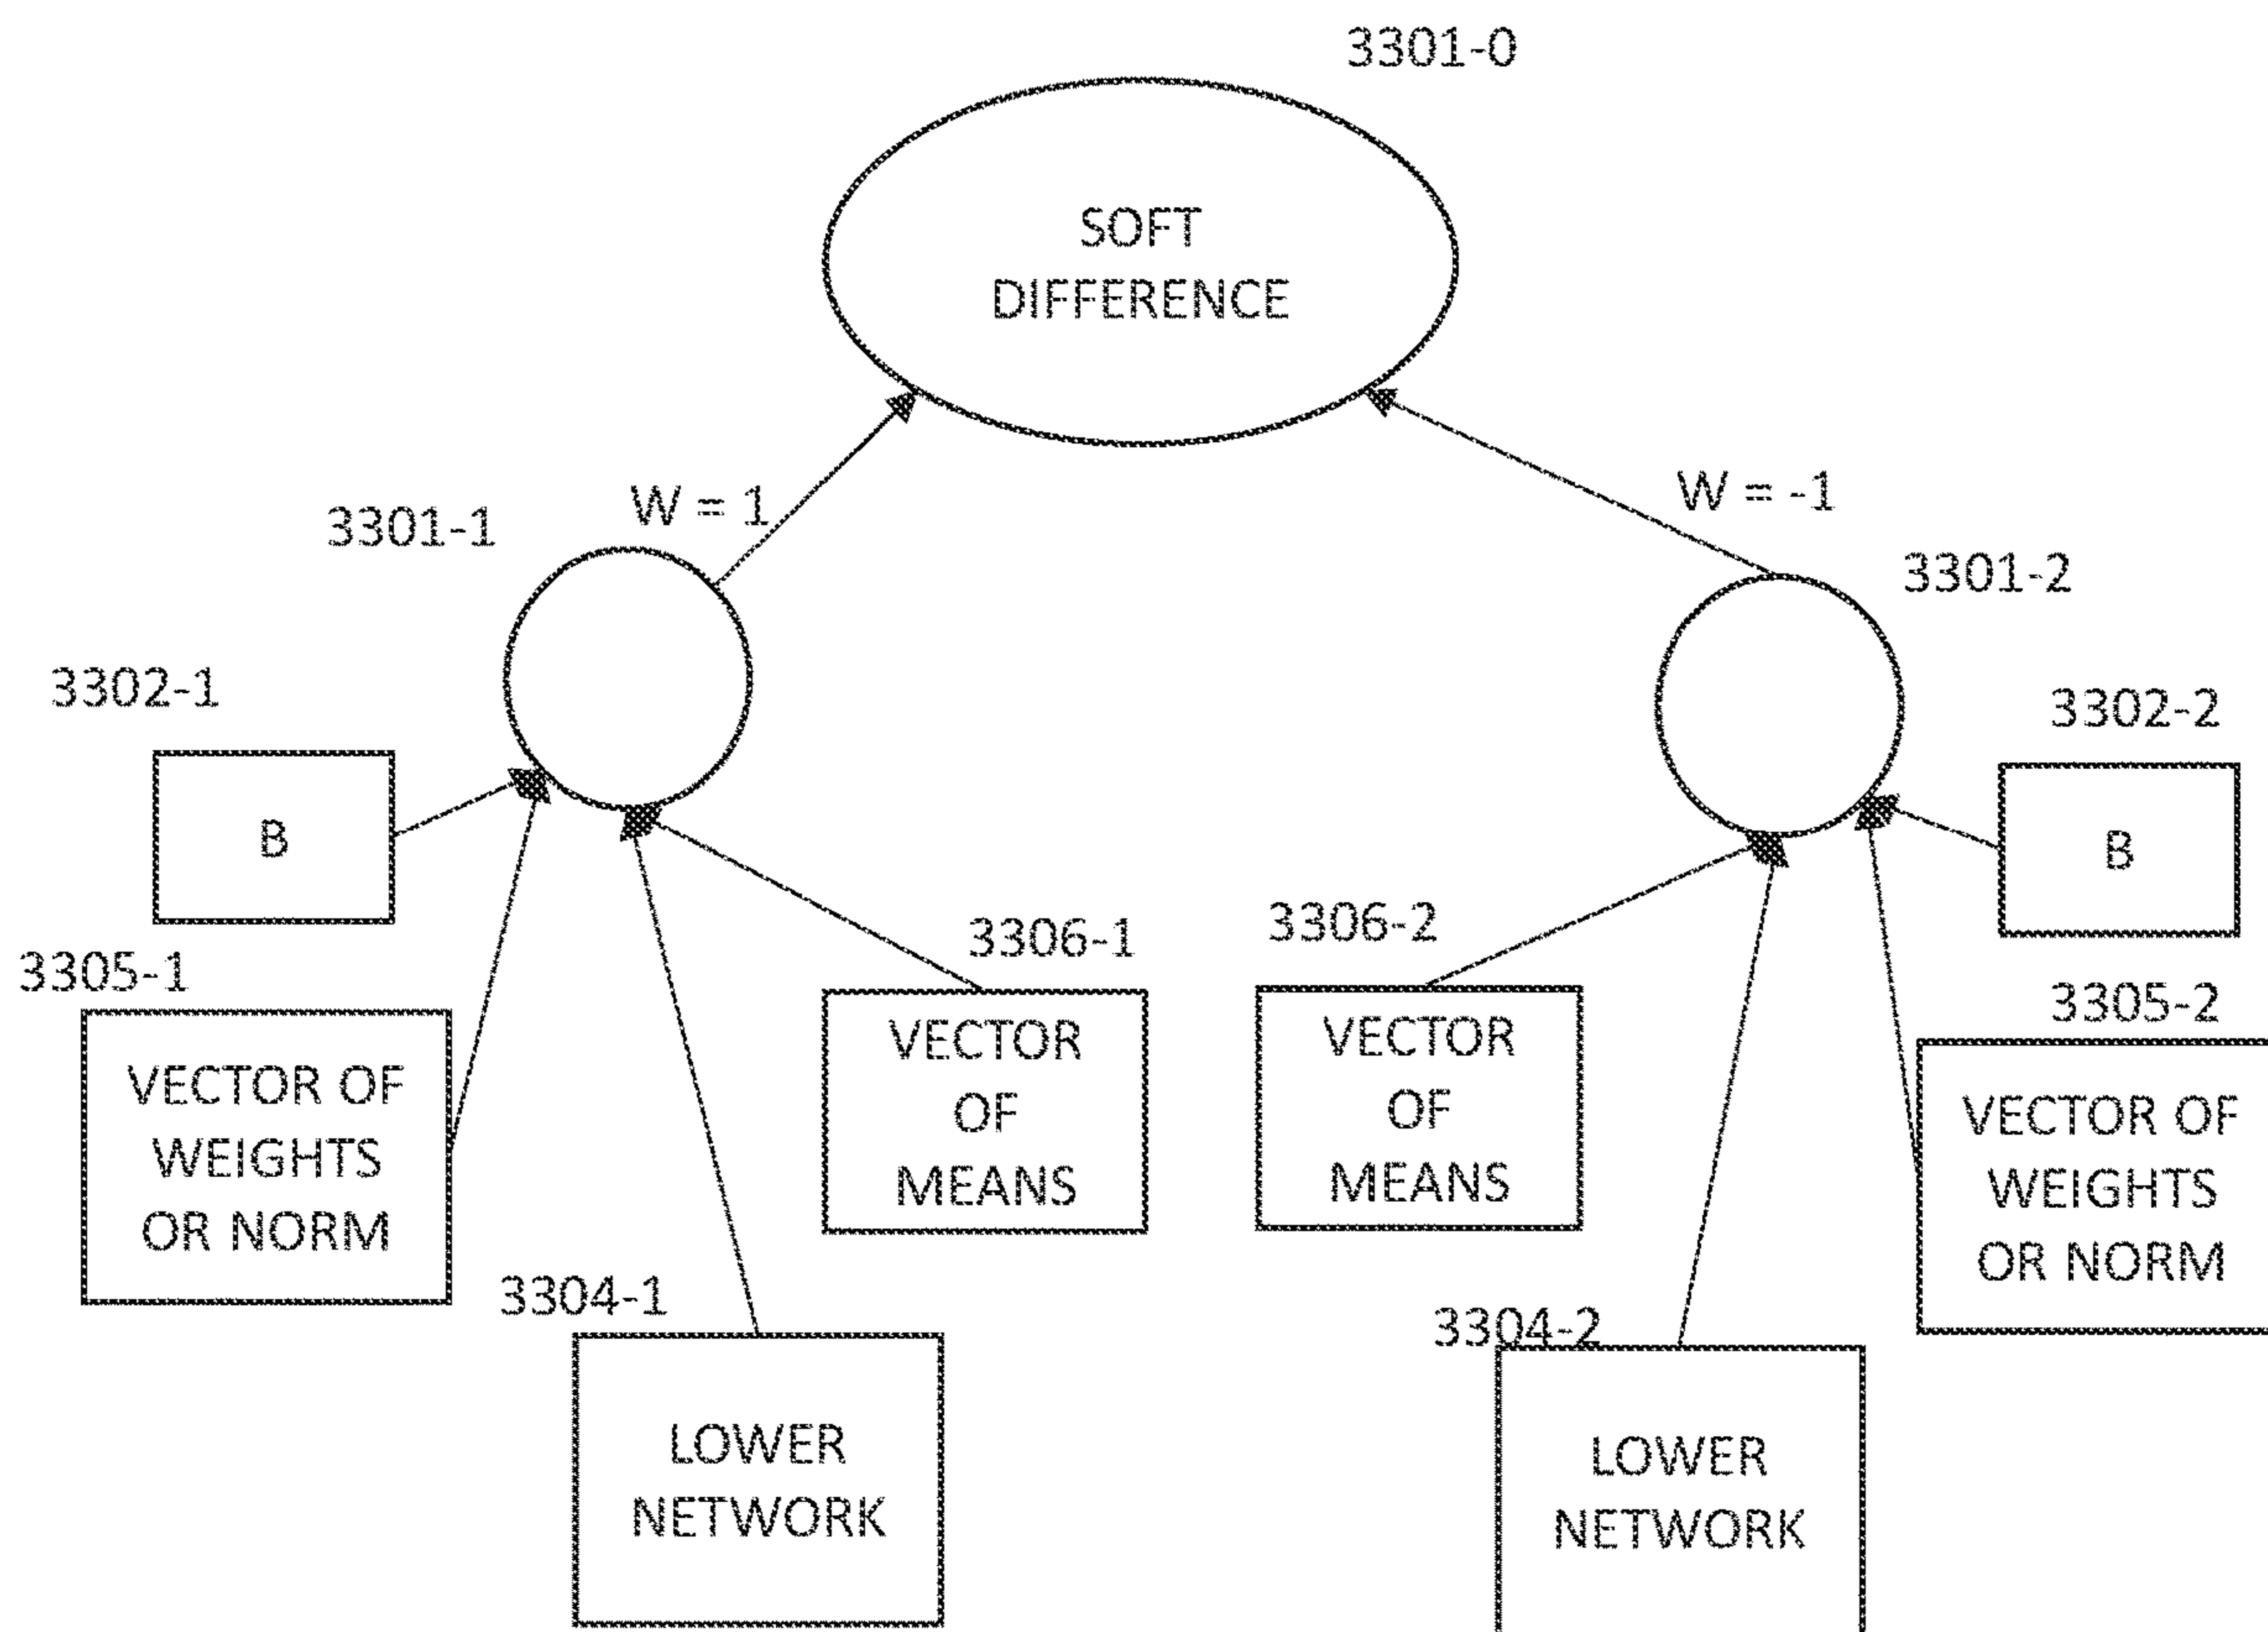 3301-0
SOFT
DIFFERENCE
W = 1
W = -1
3301-1
3301-2
3302-1
3302-2
B
B
3306-1
3306-2
3305-1
3305-2
VECTOR OF
WEIGHTS
OR NORM
VECTOR
OF
MEANS
VECTOR
OF
MEANS
VECTOR OF
WEIGHTS
OR NORM
3304-1
3304-2
LOWER
NETWORK
LOWER
NETWORK